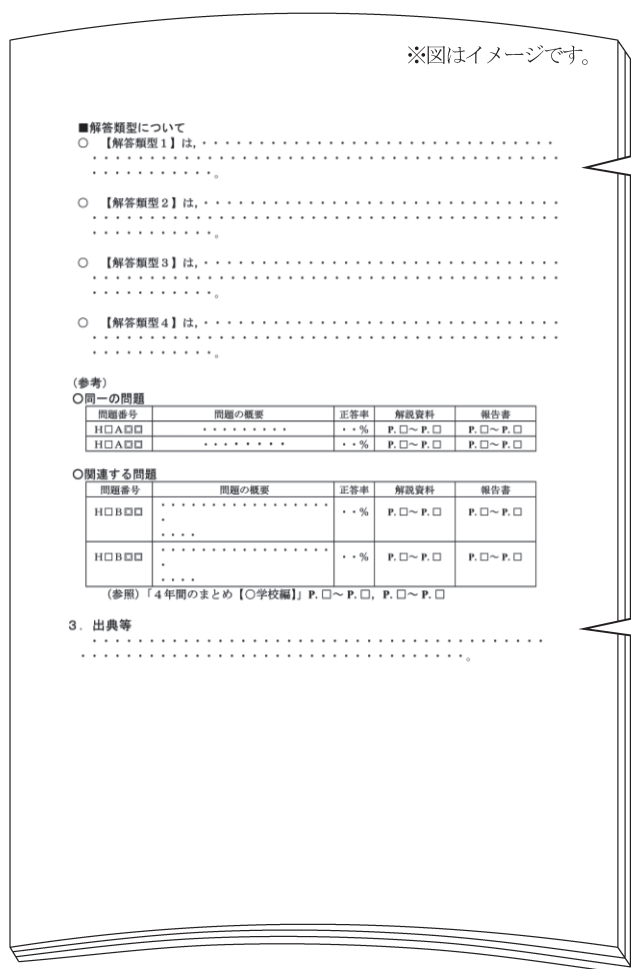 ※図はイメージです。
■解答類型について
○ 【解答類型1】は,・・・・・・・・・・・・・・・・・・・・・・・・・・・・・・・
・・・・・・・・・・・・・・・・・・・・・・・・・・・・・・・・・・・・・・・・
・・・・・・・・・・・。
○ 【解答類型2】は,・・・・・・・・・・・・・・・・・・・・・・・・・・・・・・・
・・・・・・・・・・・・・・・・・・・・・・・・・・・・・・・・・・・・・・・・
・・・・・・・・・・・。
○ 【解答類型3】は,・・・・・・・・・・・・・・・・・・・・・・・・・・・・・・・
・・・・・・・・・・・・・・・・・・・・・・・・・・・・・・・・・・・・・・・・
・・・・・・・・・・・。
○ 【解答類型4】は,・・・・・・・・・・・・・・・・・・・・・・・・・・・・・・・
・・・・・・・・・・・・・・・・・・・・・・・・・・・・・・・・・・・・・・・・
・・・・・・・・・・・。
(参考)
○同一の問題
問題番号 問題の概要 正答率 解説資料 報告書
H□A□□ ・・・・・・・・・ ・・% P.□〜P.□ P.□〜P.□
H□A□□ ・・・・・・・・ ・・% P.□〜P.□ P.□〜P.□
○関連する問題
問題番号 問題の概要 正答率 解説資料 報告書
H□B□□ ・・・・・・・・・・・・・・・・・・ ・・% P.□〜P.□ P.□〜P.□
・
・・・・
H□B□□ ・・・・・・・・・・・・・・・・・・ ・・% P.□〜P.□ P.□〜P.□
・
・・・・
(参照)「4年間のまとめ【○学校編】」P.□〜P.□,P.□〜P.□
3.出典等
・・・・・・・・・・・・・・・・・・・・・・・・・・・・・・・・・・・・・・・・
・・・・・・・・・・・・・・・・・・・・・・・・・・・・・・・・・。